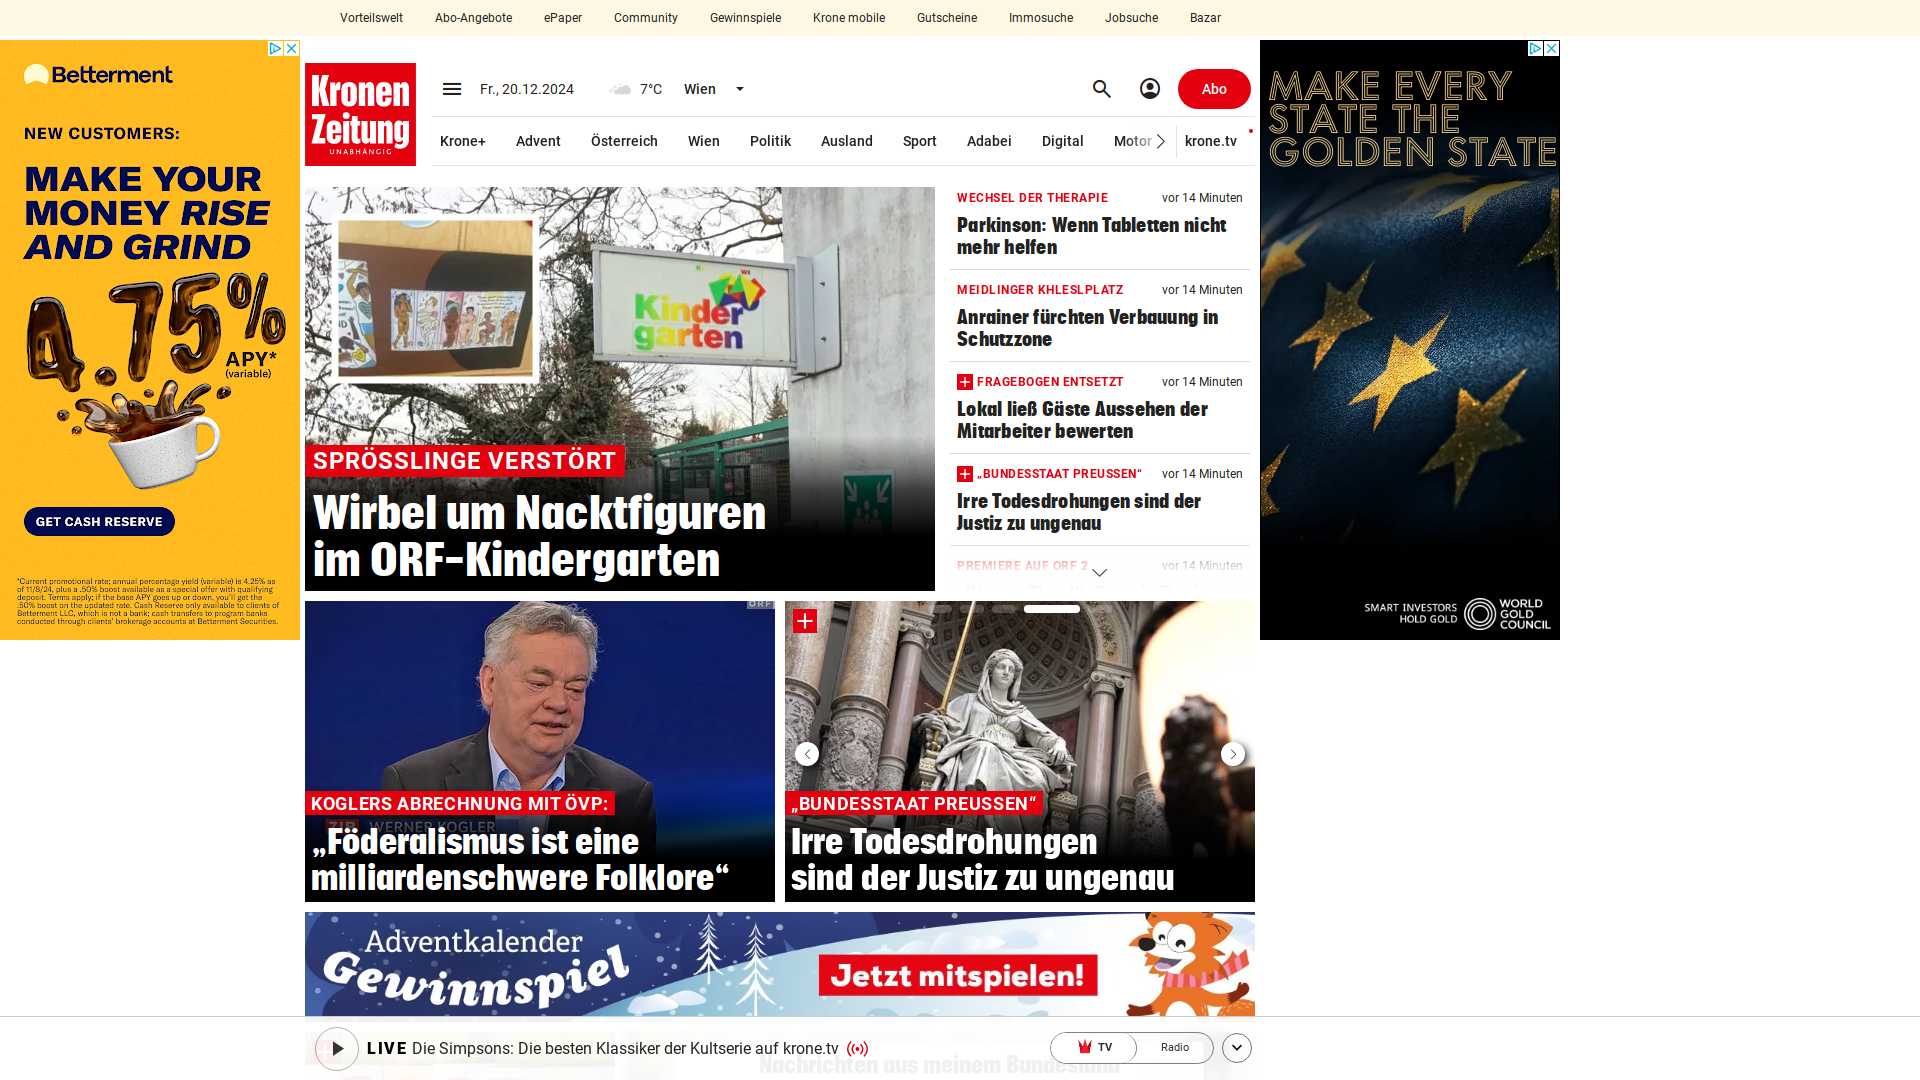 Vorteilswelt Abo-Angebote ePaper Community Gewinnspiele Krone mobile Gutscheine Immosuche Jobsuche Bazar
Betterment
NEW CUSTOMERS:
MAKE YOUR
MONEY RISE
AND GRIND
4.75%
APY*
(variable)
GET CASH RESERVE
*Current promotional rate; annual percentage yield (variable) is 4.25% as
of 11/8/24, plus a .50% boost available as a special offer with qualifying
deposit. Terms apply; if the base APY goes up or down, you'll get the
.50% boost on the updated rate. Cash Reserve only available to clients of
Betterment LLC, which is not a bank; cash transfers to program banks
conducted through clients' brokerage accounts at Betterment Securities.
Kronen
Zeitung
UNABHÄNGIG
Fr., 20.12.2024 7°C Wien
Abo
Krone+ Advent Österreich Wien Politik Ausland Sport Adabei Digital Motor krone.tv
Kinder
garten
SPRÖSSLINGE VERSTÖRT
Wirbel um Nacktfiguren
im ORF-Kindergarten
WECHSEL DER THERAPIE vor 14 Minuten
Parkinson: Wenn Tabletten nicht
mehr helfen
MEIDLINGER KHLESLPLATZ vor 14 Minuten
Anrainer fürchten Verbauung in
Schutzzone
FRAGEBOGEN ENTSETZT vor 14 Minuten
Lokal ließ Gäste Aussehen der
Mitarbeiter bewerten
„BUNDESSTAAT PREUSSEN“ vor 14 Minuten
Irre Todesdrohungen sind der
Justiz zu ungenau
PREMIERE AUF ORF 2 vor 14 Minuten
ORF
ZIB WERNER KOGLER
KOGLERS ABRECHNUNG MIT ÖVP:
„Föderalismus ist eine
milliardenschwere Folklore“
„BUNDESSTAAT PREUSSEN“
Irre Todesdrohungen
sind der Justiz zu ungenau
MAKE EVERY
STATE THE
GOLDEN STATE
SMART INVESTORS
HOLD GOLD
WORLD
GOLD
COUNCIL
Adventkalender
Gewinnspiel
Jetzt mitspielen!
LIVE Die Simpsons: Die besten Klassiker der Kultserie auf krone.tv
TV Radio
Nachrichten aus meinem Bundesland